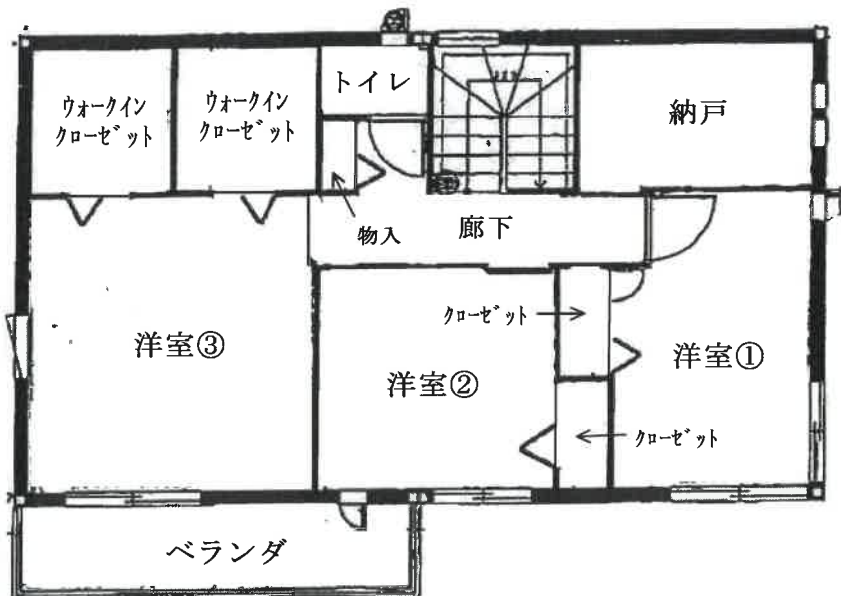 ウォークイン
クローゼット
ウォークイン
クローゼット
トイレ
納戸
物入
廊下
クローゼット
洋室③
洋室②
洋室①
クローゼット
ベランダ